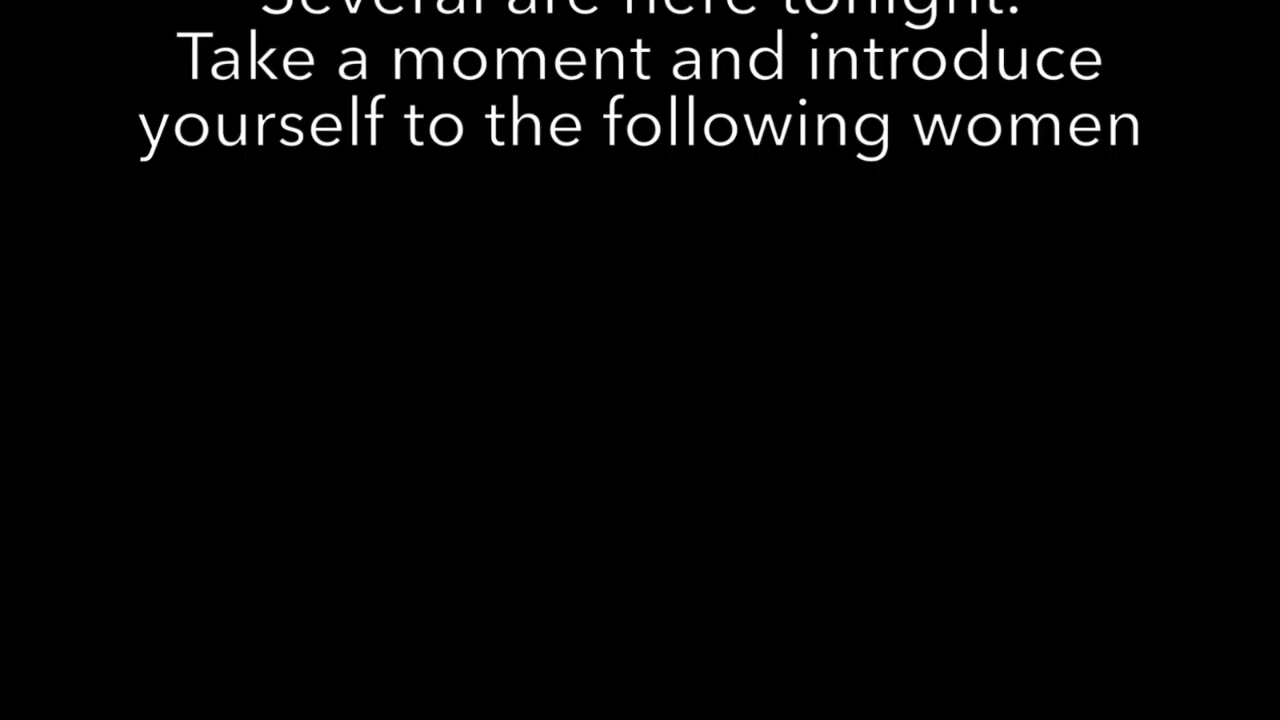 Several are here tonight.
Take a moment and introduce
yourself to the following women